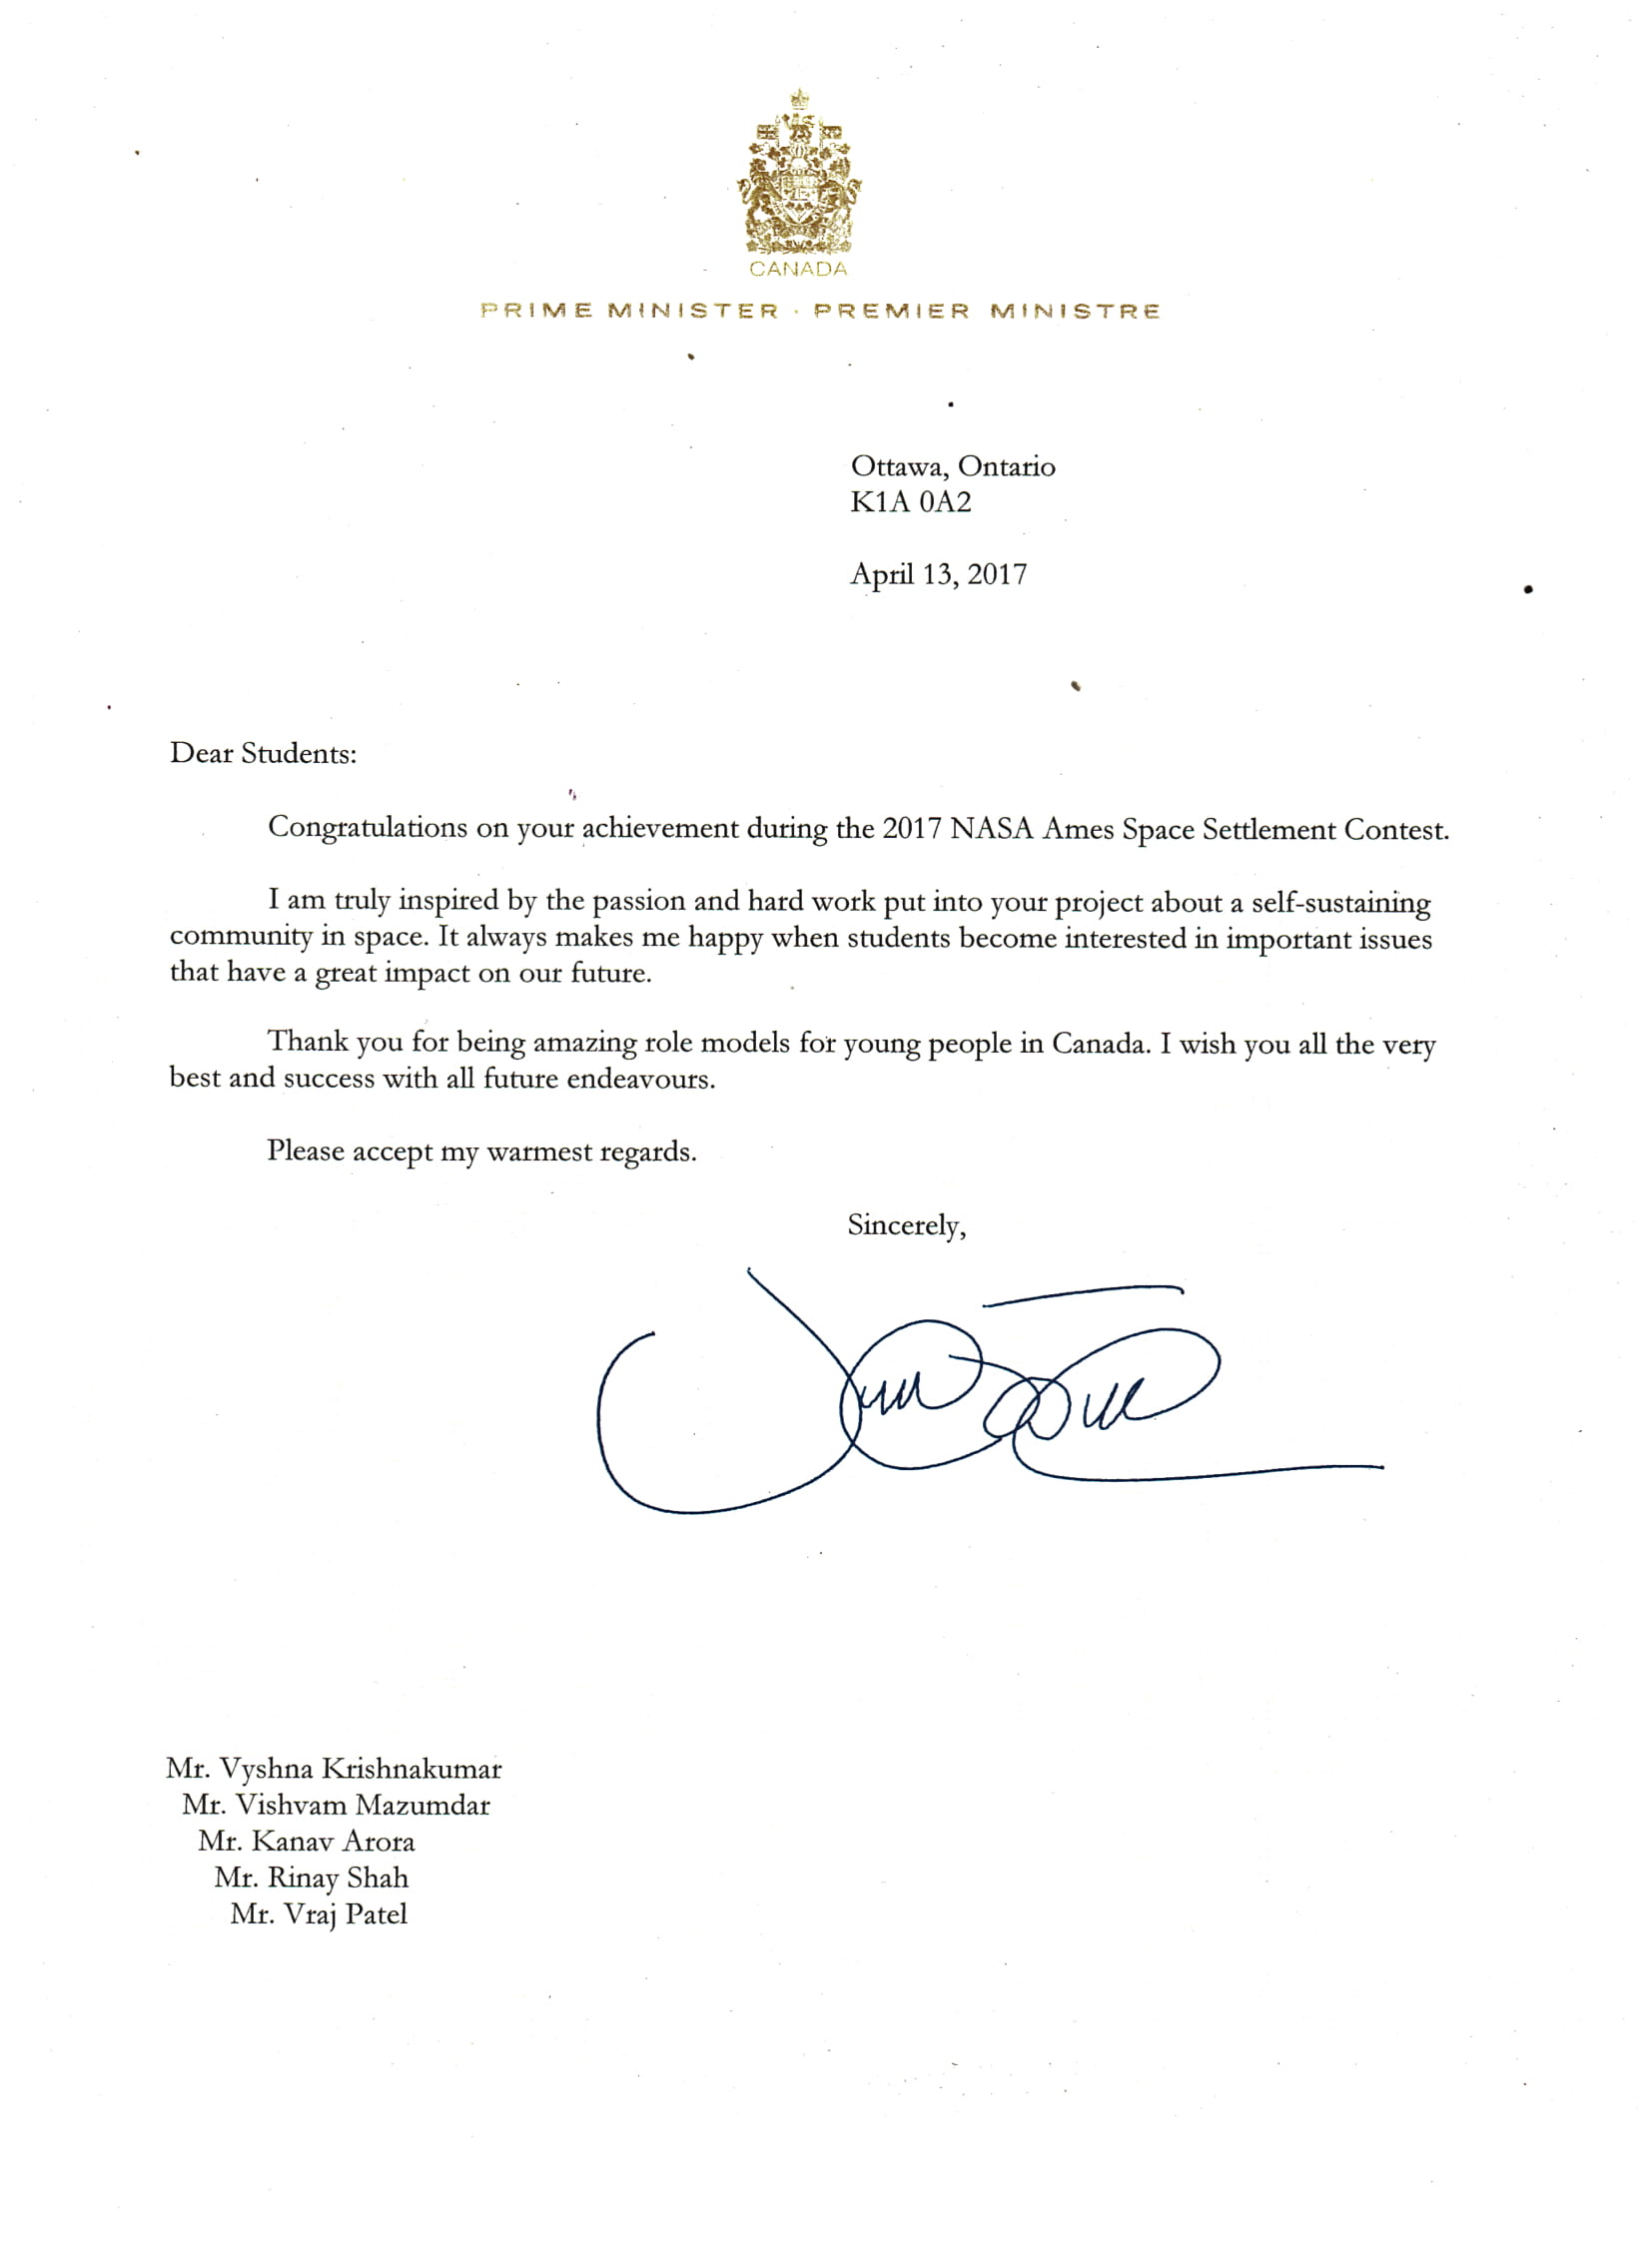 CANADA
PRIME MINISTER · PREMIER MINISTRE
Ottawa, Ontario
K1A 0A2
April 13, 2017
Dear Students:
Congratulations on your achievement during the 2017 NASA Ames Space Settlement Contest.
I am truly inspired by the passion and hard work put into your project about a self-sustaining
community in space. It always makes me happy when students become interested in important issues
that have a great impact on our future.
Thank you for being amazing role models for young people in Canada. I wish you all the very
best and success with all future endeavours.
Please accept my warmest regards.
Sincerely,
Mr. Vyshna Krishnakumar
Mr. Vishvam Mazumdar
Mr. Kanav Arora
Mr. Rinay Shah
Mr. Vraj Patel